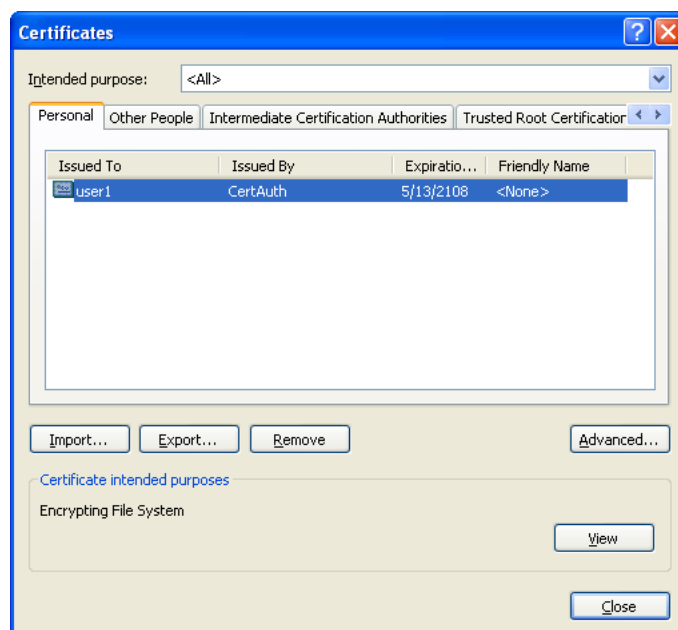 Certificates
Intended purpose: <All>
Personal Other People Intermediate Certification Authorities Trusted Root Certification
Issued To Issued By Expiratio... Friendly Name
user1 CertAuth 5/13/2108 <None>
Import... Export... Remove Advanced...
Certificate intended purposes
Encrypting File System
View
Close